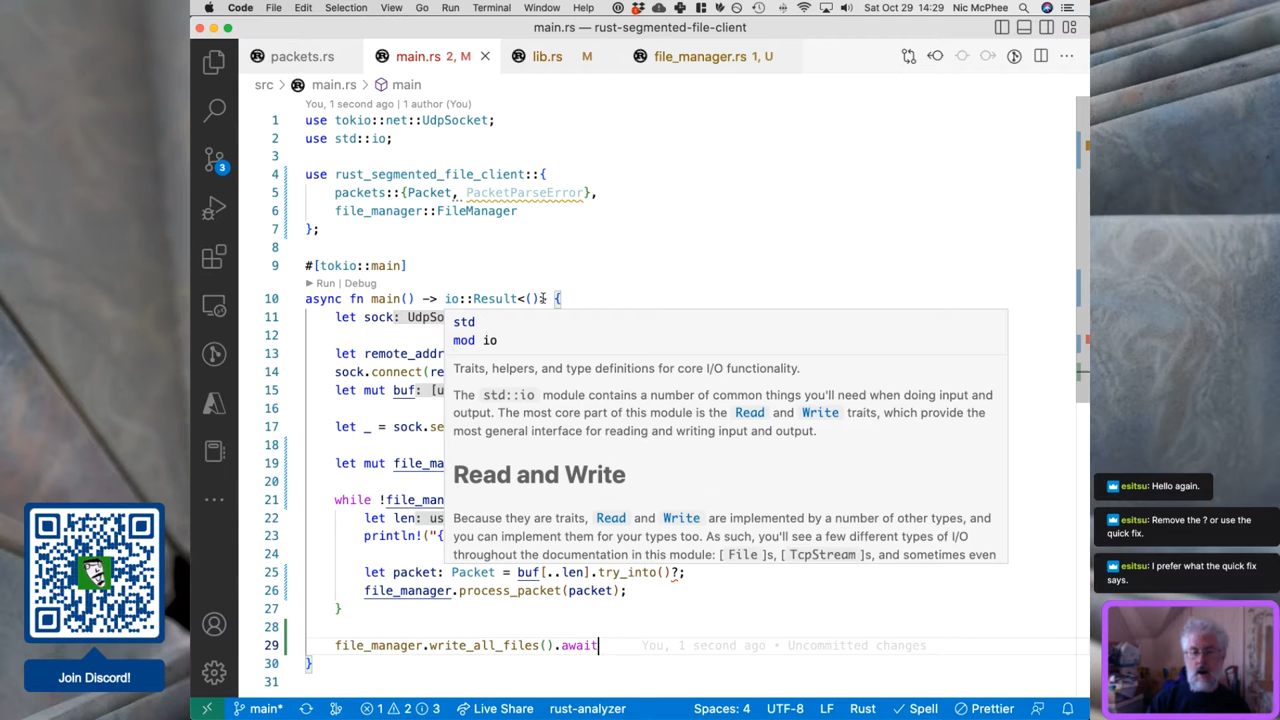 Code File Edit Selection View Go Run Terminal Window Help Sat Oct 29 14:29 Nic McPhee
main.rs — rust-segmented-file-client
packets.rs main.rs 2, M lib.rs M file_manager.rs 1, U
src > main.rs > main
You, 1 second ago | 1 author (You)
1 use tokio::net::UdpSocket;
2 use std::io;
3
4 use rust_segmented_file_client::{
5 packets::{Packet, PacketParseError},
6 file_manager::FileManager
7 };
8
9 #[tokio::main]
▶ Run | Debug
10 async fn main() -> io::Result<()> {
11 let sock: UdpSo
12
13 let remote_addr
14 sock.connect(re
15 let mut buf: [u
16
17 let _ = sock.se
18
19 let mut file_ma
20
21 while !file_man
22 let len: us
23 println!("{
std
mod io
Traits, helpers, and type definitions for core I/O functionality.
The std::io module contains a number of common things you'll need when doing input and
output. The most core part of this module is the Read and Write traits, which provide the
most general interface for reading and writing input and output.
Read and Write
Because they are traits, Read and Write are implemented by a number of other types, and
you can implement them for your types too. As such, you'll see a few different types of I/O
throughout the documentation in this module: [ File ]s, [ TcpStream ]s, and sometimes even
25 let packet: Packet = buf[..len].try_into()?;
26 file_manager.process_packet(packet);
27 }
28
29 file_manager.write_all_files().await You, 1 second ago • Uncommitted changes
30 }
31
3
main* 1 2 3 Live Share rust-analyzer Spaces: 4 UTF-8 LF Rust Spell Prettier
Join Discord!
esitsu: Hello again.
esitsu: Remove the ? or use the
quick fix.
esitsu: I prefer what the quick fix
says.